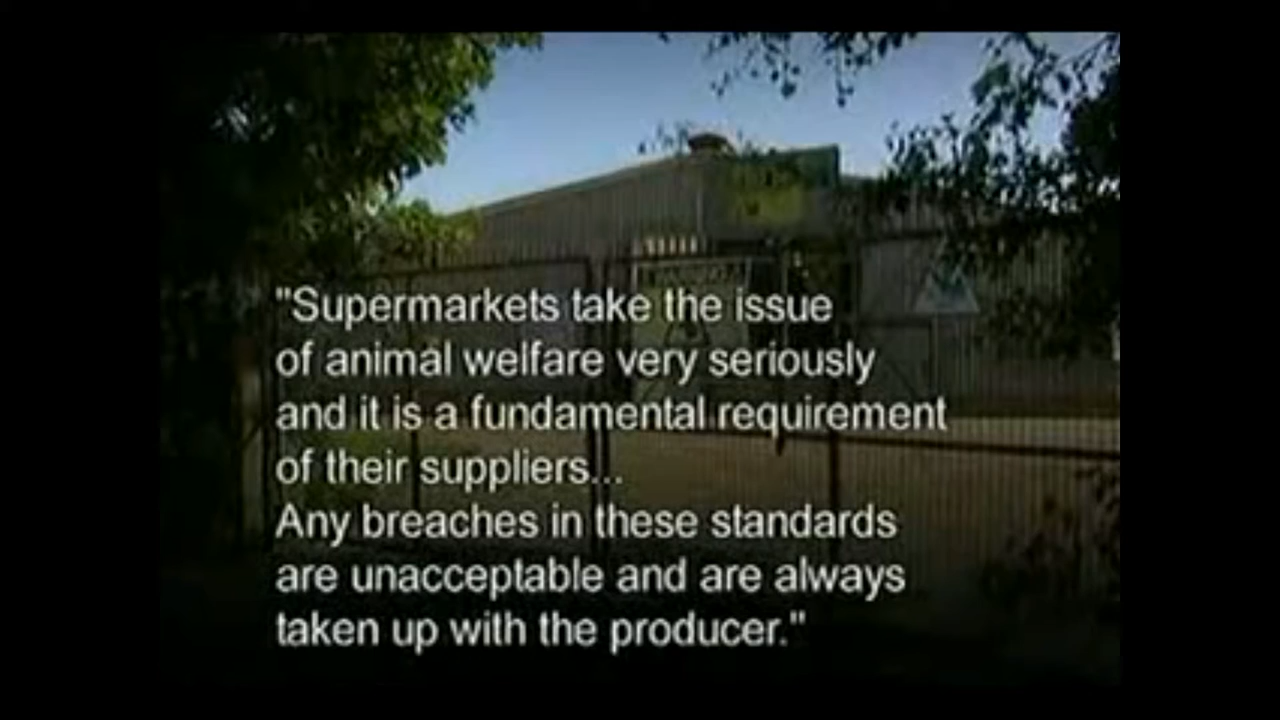 "Supermarkets take the issue
of animal welfare very seriously
and it is a fundamental requirement
of their suppliers...
Any breaches in these standards
are unacceptable and are always
taken up with the producer."